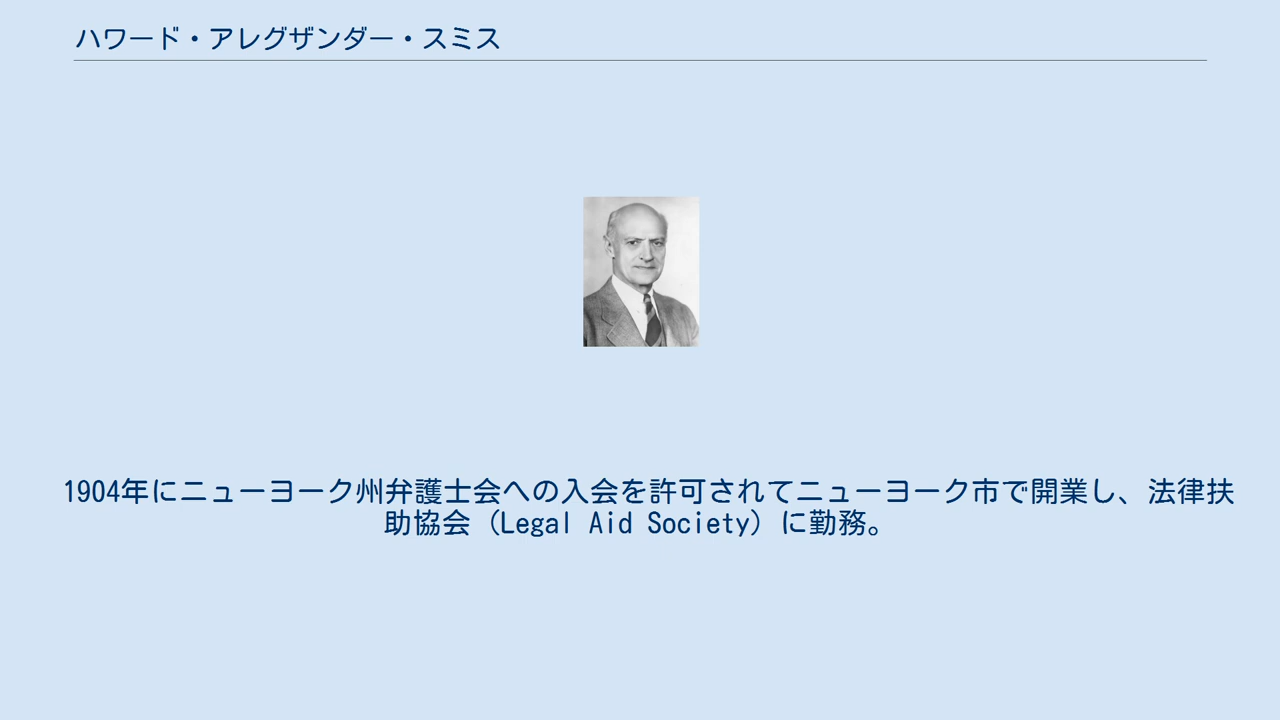 ハワード・アレグザンダー・スミス
1904年にニューヨーク州弁護士会への入会を許可されてニューヨーク市で開業し、法律扶
助協会（Legal Aid Society）に勤務。